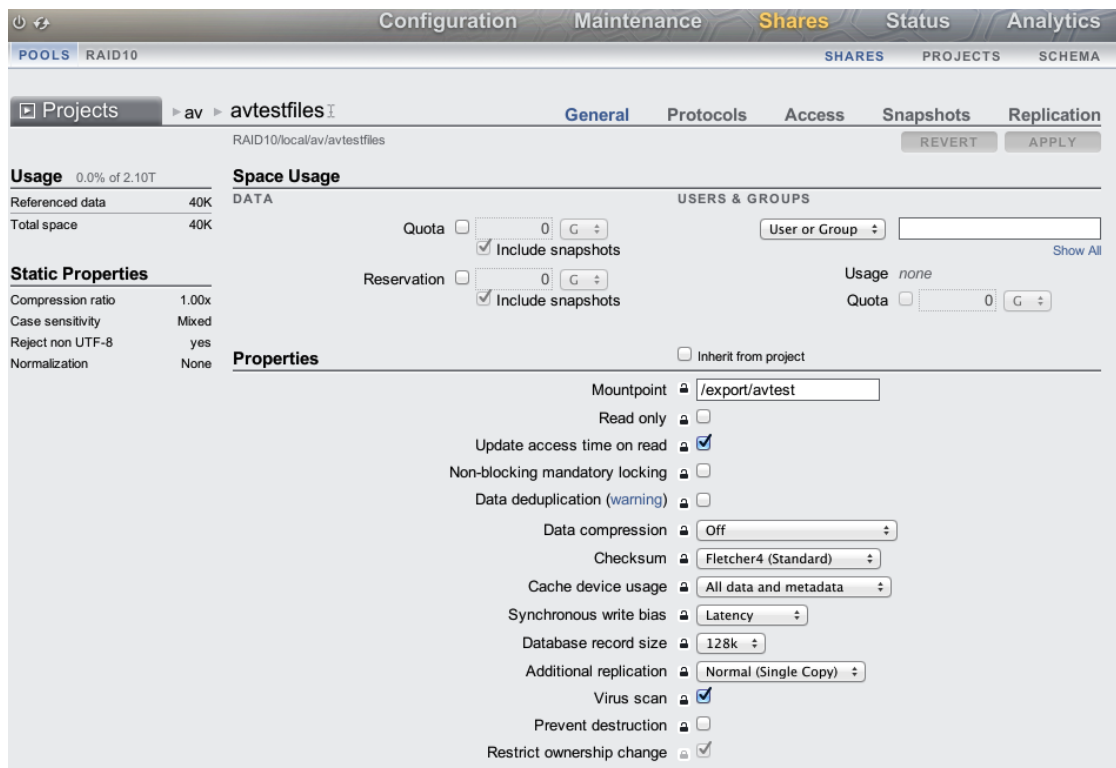 Configuration Maintenance Shares Status Analytics
POOLS RAID10 SHARES PROJECTS SCHEMA
Projects av avtestfiles General Protocols Access Snapshots Replication
RAID10/local/av/avtestfiles REVERT APPLY
Usage 0.0% of 2.10T
Referenced data 40K
Total space 40K
Static Properties
Compression ratio 1.00x
Case sensitivity Mixed
Reject non UTF-8 yes
Normalization None
Space Usage
DATA
Quota 0 G
Include snapshots
Reservation 0 G
Include snapshots
USERS & GROUPS
User or Group
Show All
Usage none
Quota 0 G
Properties Inherit from project
Mountpoint /export/avtest
Read only
Update access time on read
Non-blocking mandatory locking
Data deduplication (warning)
Data compression Off
Checksum Fletcher4 (Standard)
Cache device usage All data and metadata
Synchronous write bias Latency
Database record size 128k
Additional replication Normal (Single Copy)
Virus scan
Prevent destruction
Restrict ownership change